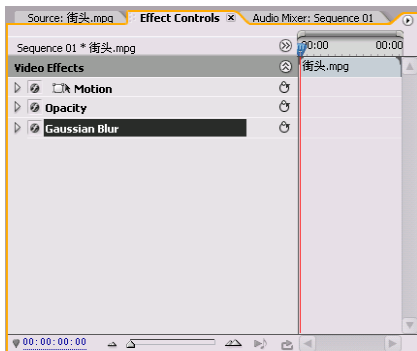 Source: 街头.mpg Effect Controls Audio Mixer: Sequence 01
Sequence 01 * 街头.mpg 00:00 00:00
Video Effects 街头.mpg
Motion
Opacity
Gaussian Blur
00:00:00:00